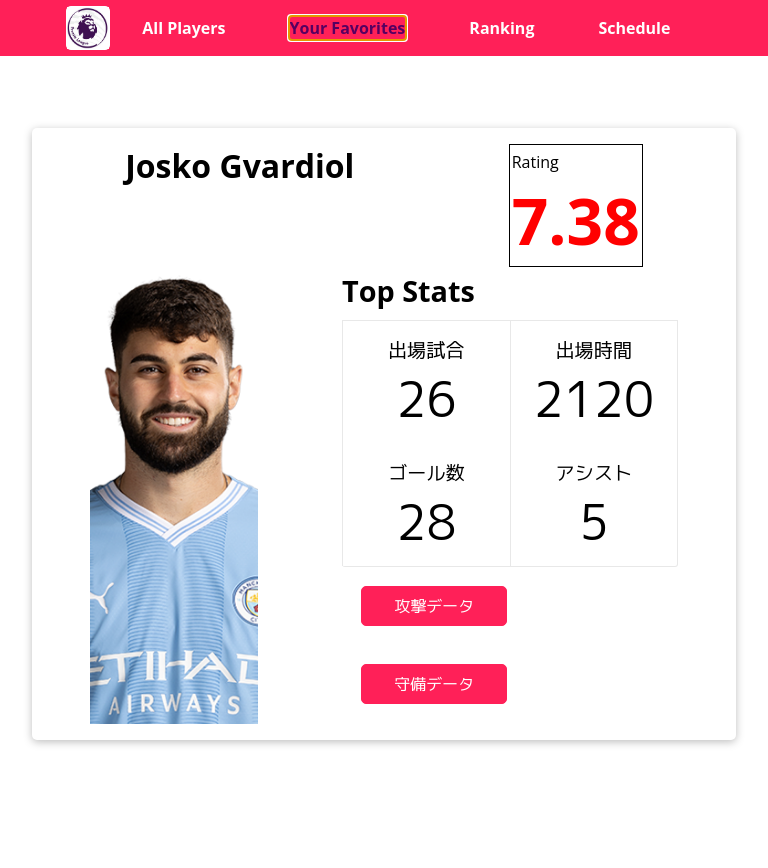 All Players
Your Favorites
Ranking
Schedule
Josko Gvardiol
Rating
7.38
Top Stats
出場試合
出場時間
26
2120
ゴール数
アシスト
28
5
攻撃データ
守備データ
ETIHAD
AIRWAYS